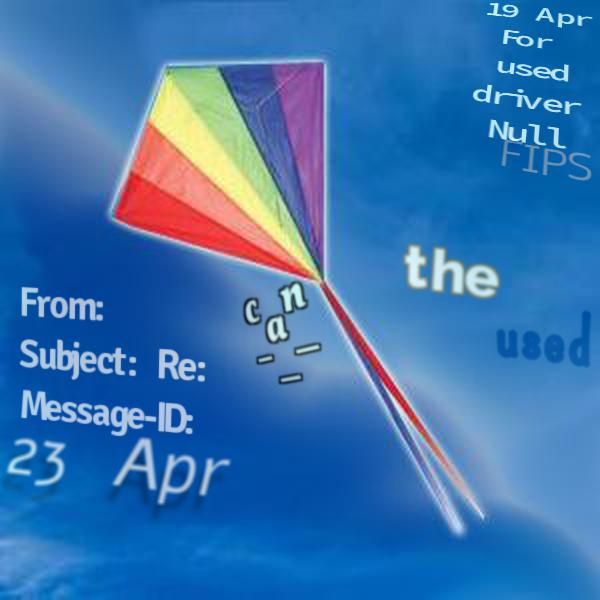 19 Apr
For
used
driver
Null
FIPS
the
used
can
---
From:
Subject: Re:
Message-ID:
23 Apr